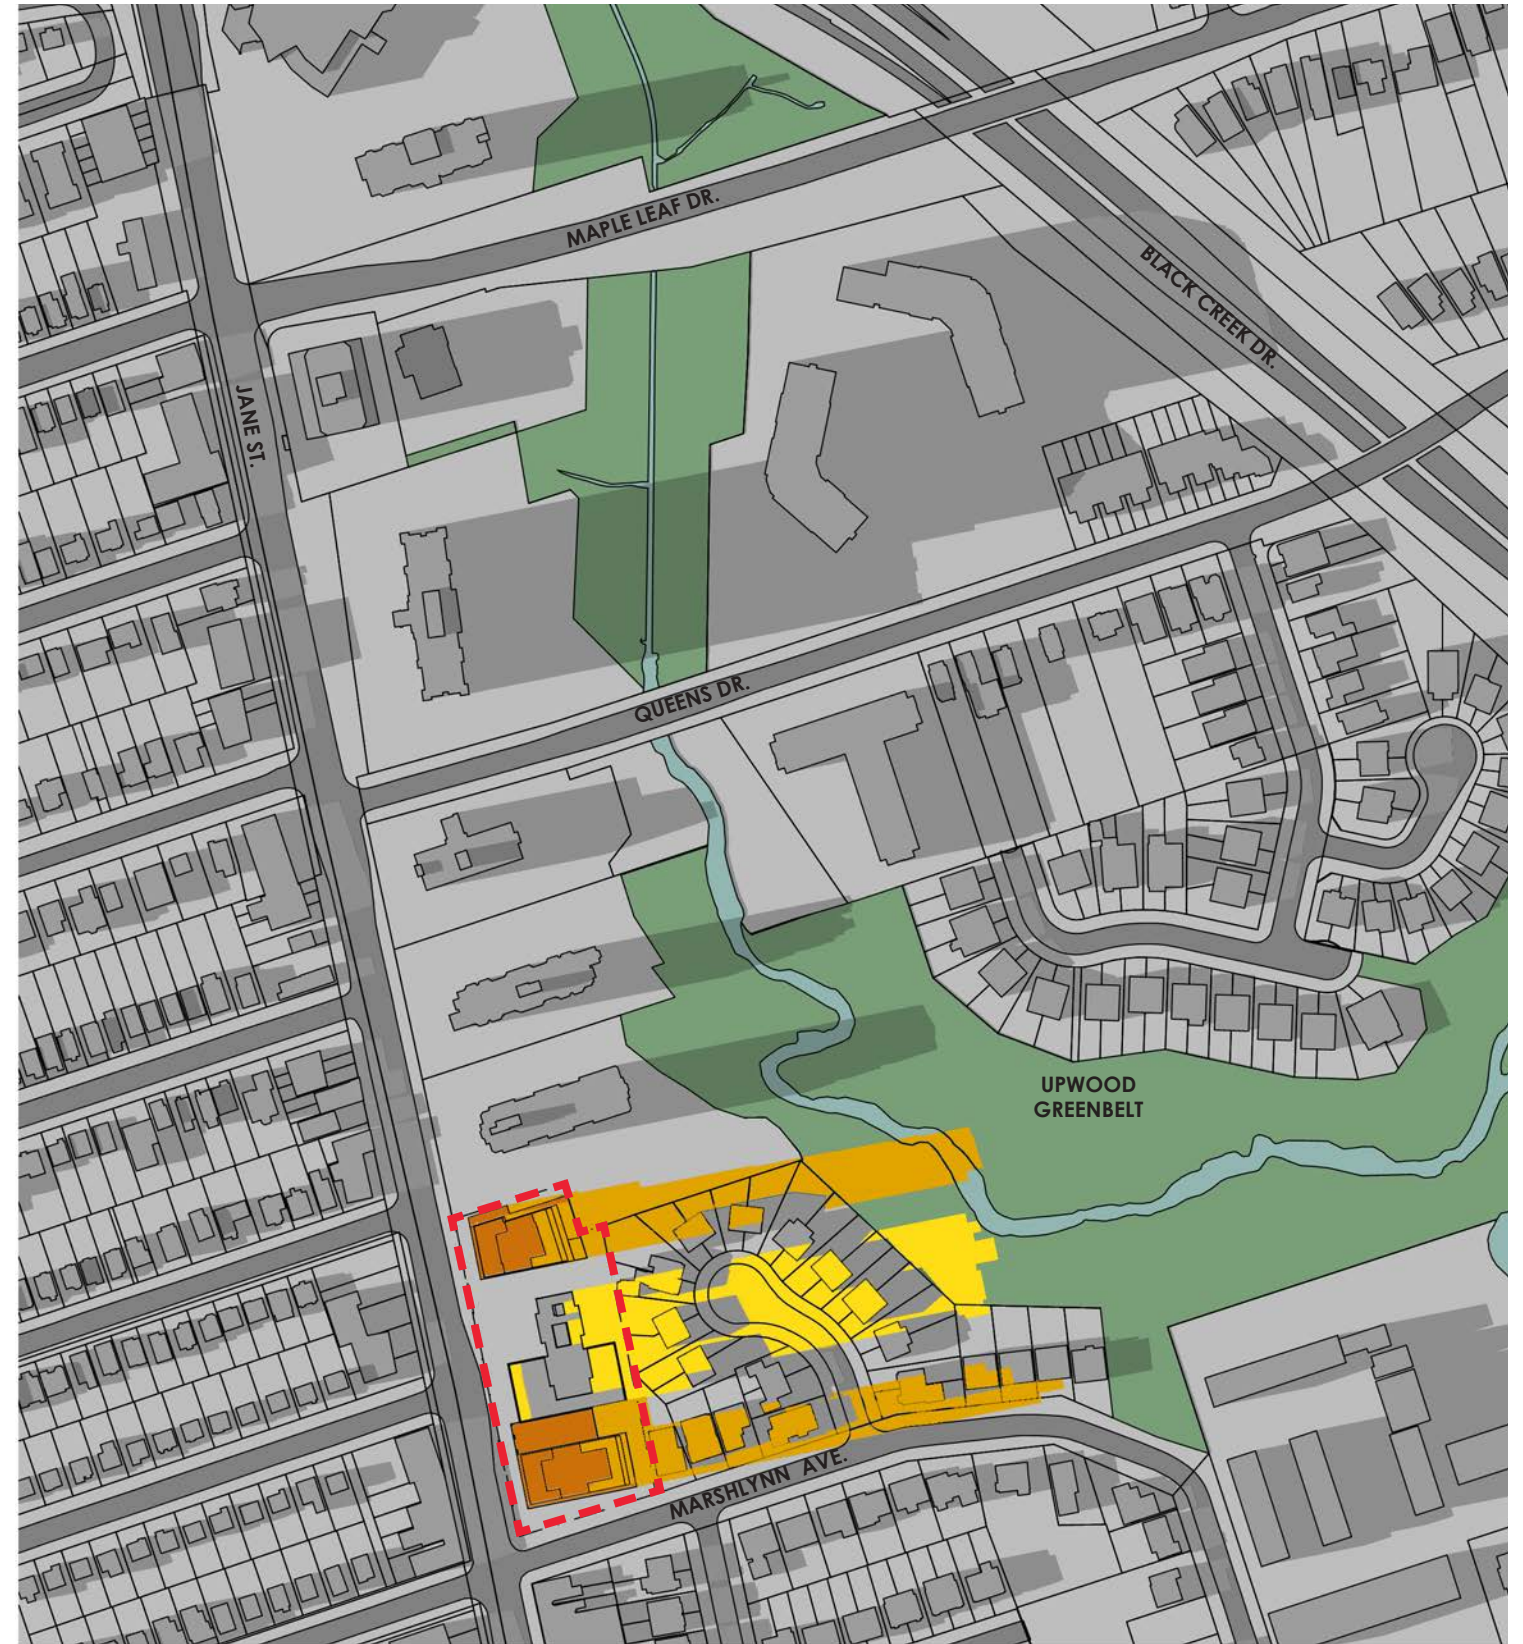 MAPLE LEAF DR.
BLACK CREEK DR.
JANE ST.
QUEENS DR.
UPWOOD
GREENBELT
MARSHLYNN AVE.